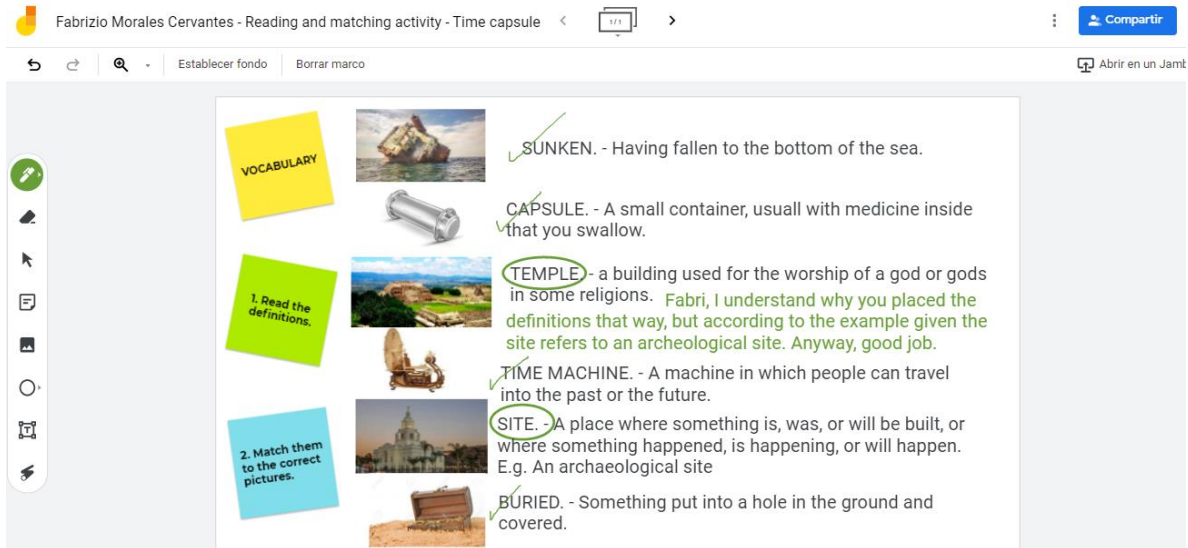 Fabrizio Morales Cervantes - Reading and matching activity - Time capsule
1/1
Compartir
Establecer fondo
Borrar marco
Abrir en un Jamb
VOCABULARY
SUNKEN. - Having fallen to the bottom of the sea.
CAPSULE. - A small container, usuall with medicine inside
that you swallow.
1. Read the
definitions.
TEMPLE. - a building used for the worship of a god or gods
in some religions.
Fabri, I understand why you placed the
definitions that way, but according to the example given the
site refers to an archeological site. Anyway, good job.
TIME MACHINE. - A machine in which people can travel
into the past or the future.
2. Match them
to the correct
pictures.
SITE. - A place where something is, was, or will be built, or
where something happened, is happening, or will happen.
E.g. An archaeological site
BURIED. - Something put into a hole in the ground and
covered.